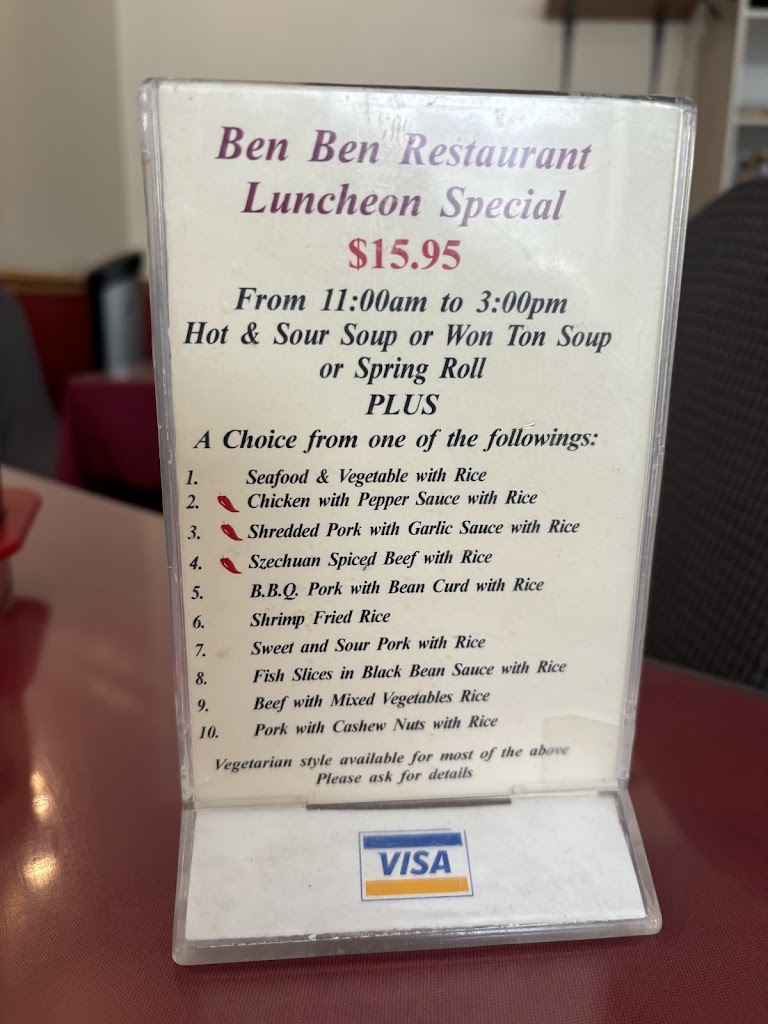 Ben Ben Restaurant
Luncheon Special
$15.95
From 11:00am to 3:00pm
Hot & Sour Soup or Won Ton Soup
or Spring Roll
PLUS
A Choice from one of the followings:
1. Seafood & Vegetable with Rice
2. Chicken with Pepper Sauce with Rice
3. Shredded Pork with Garlic Sauce with Rice
4. Szechuan Spiced Beef with Rice
5. B.B.Q. Pork with Bean Curd with Rice
6. Shrimp Fried Rice
7. Sweet and Sour Pork with Rice
8. Fish Slices in Black Bean Sauce with Rice
9. Beef with Mixed Vegetables Rice
10. Pork with Cashew Nuts with Rice
Vegetarian style available for most of the above
Please ask for details
VISA